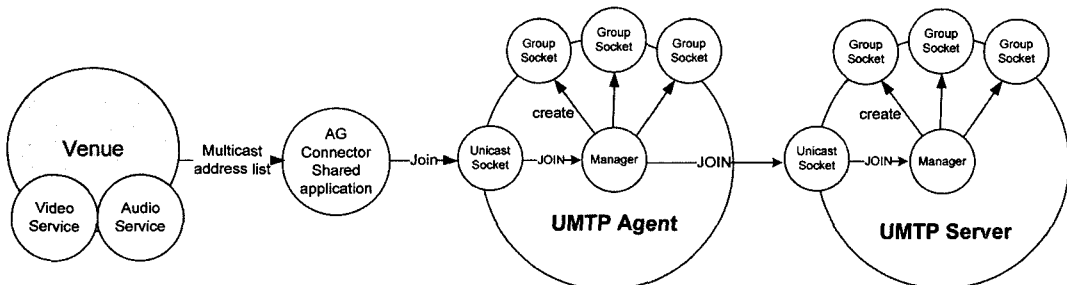 Venue
Video
Service
Audio
Service
Multicast
address list
AG
Connector
Shared
application
Join
Group
Socket
Group
Socket
Group
Socket
create
Unicast
Socket
JOIN
Manager
UMTP Agent
JOIN
Group
Socket
Group
Socket
Group
Socket
create
Unicast
Socket
JOIN
Manager
UMTP Server